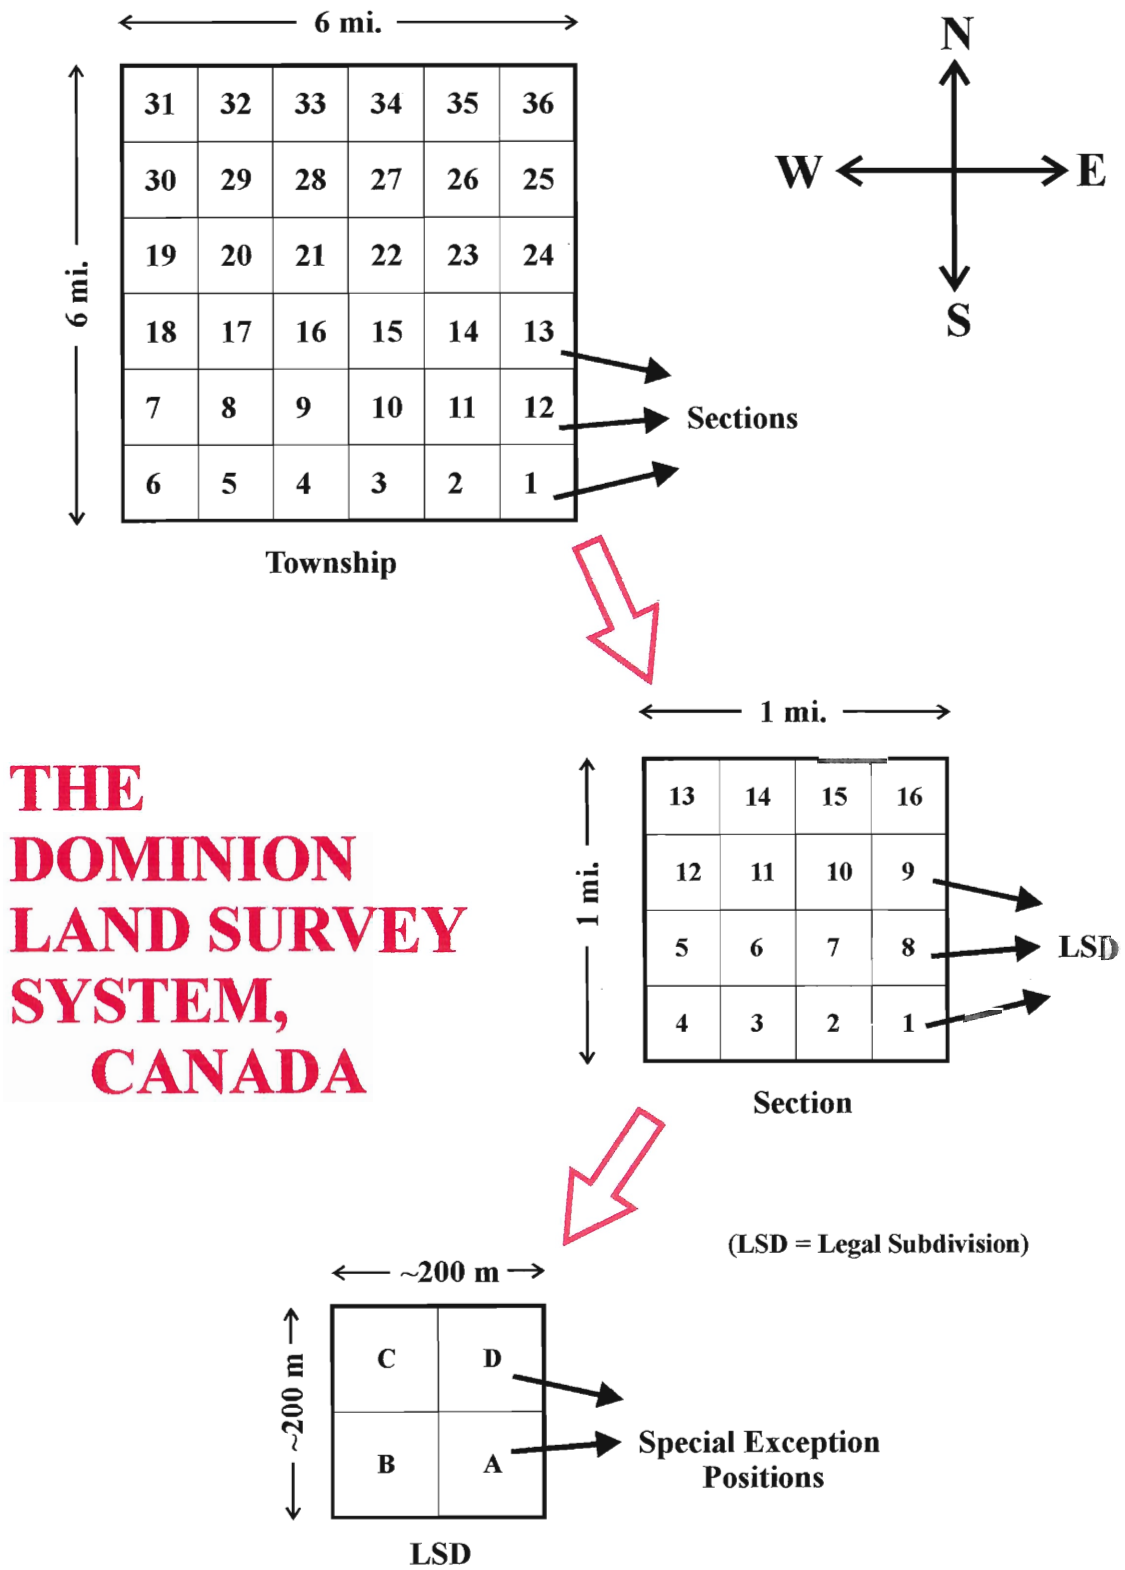 6 mi.
N
W E
S
6 mi.
31 32 33 34 35 36
30 29 28 27 26 25
19 20 21 22 23 24
18 17 16 15 14 13
7 8 9 10 11 12
6 5 4 3 2 1
Sections
Township
1 mi.
1 mi.
13 14 15 16
12 11 10 9
5 6 7 8
4 3 2 1
LSD
Section
THE
DOMINION
LAND SURVEY
SYSTEM,
CANADA
(LSD = Legal Subdivision)
~200 m
~200 m
C D
B A
Special Exception
Positions
LSD